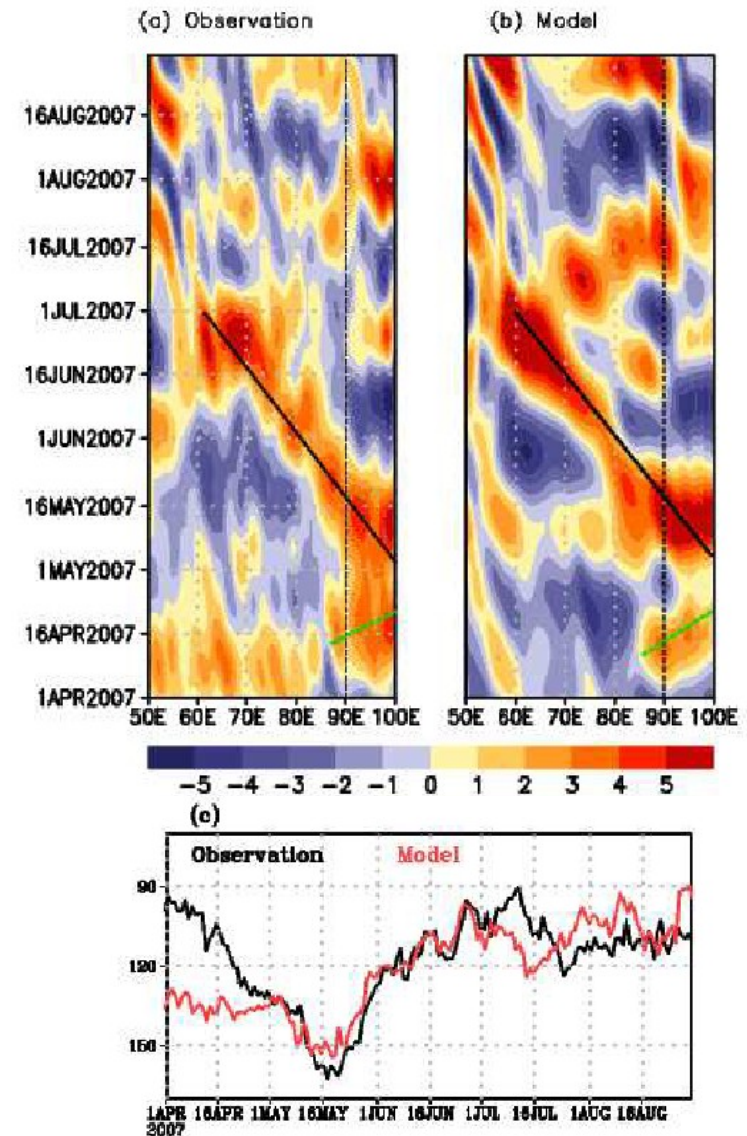 (a) Observation
(b) Model
16AUG2007
1AUG2007
16JUL2007
1JUL2007
16JUN2007
1JUN2007
16MAY2007
1MAY2007
16APR2007
1APR2007
50E 60E 70E 80E 90E 100E
50E 60E 70E 80E 90E 100E
-5 -4 -3 -2 -1 0 1 2 3 4 5
(c)
Observation Model
90
120
150
1APR 16APR 1MAY 16MAY 1JUN 16JUN 1JUL 16JUL 1AUG 16AUG
2007